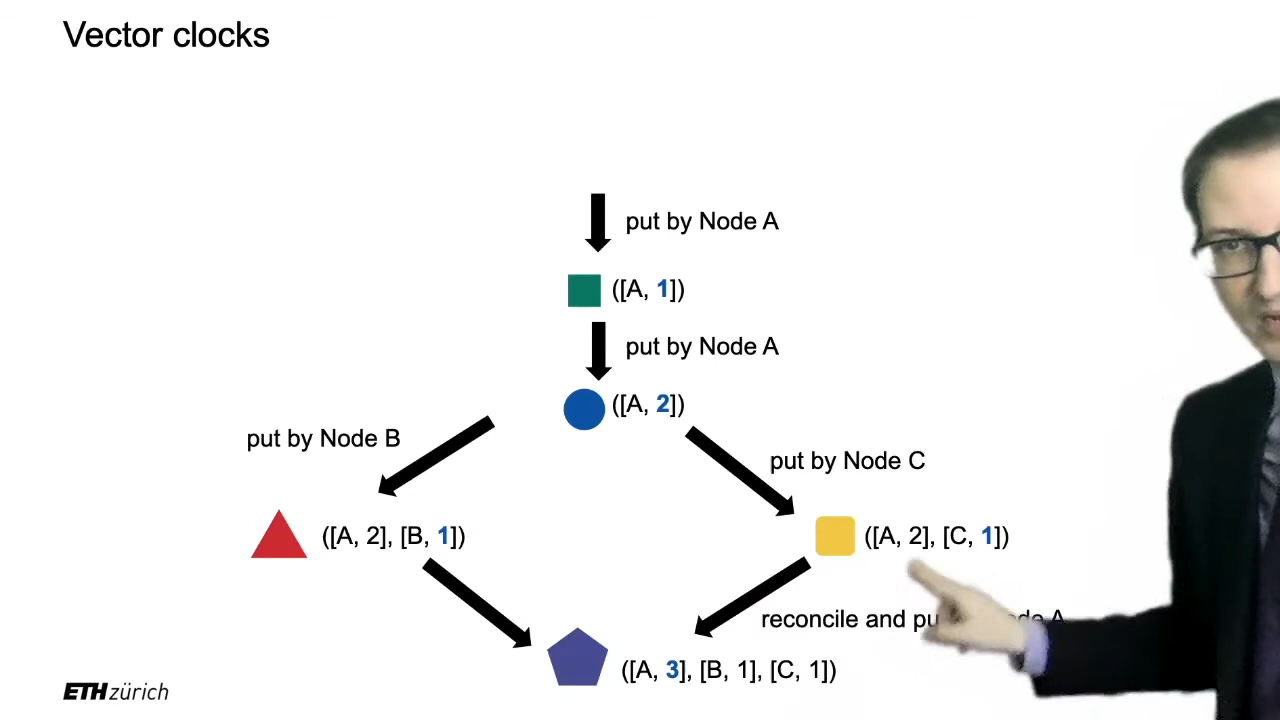 Vector clocks
put by Node A
([A, 1])
put by Node A
([A, 2])
put by Node B
put by Node C
([A, 2], [B, 1])
([A, 2], [C, 1])
reconcile and A
([A, 3], [B, 1], [C, 1])
ETH zürich